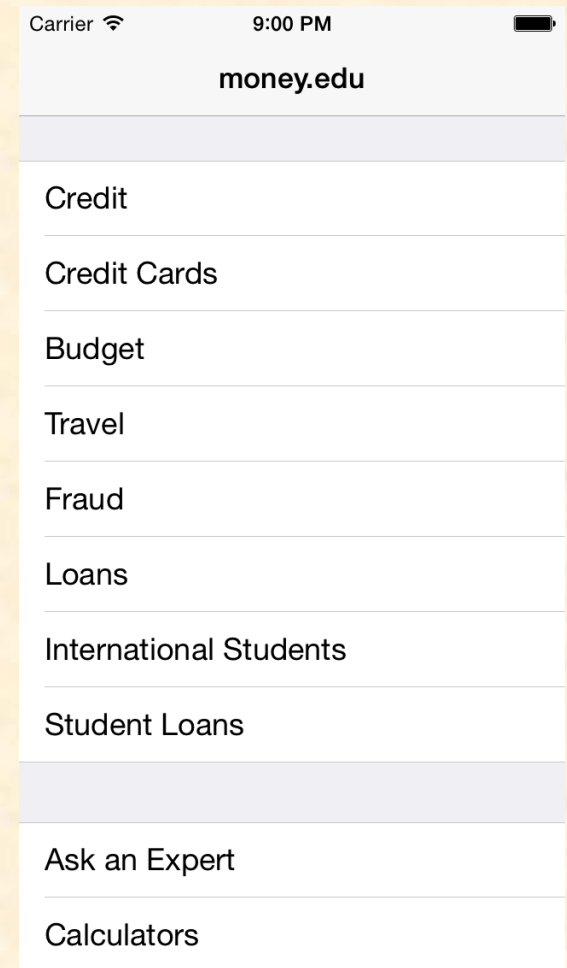 Carrier 9:00 PM
money.edu
Credit
Credit Cards
Budget
Travel
Fraud
Loans
International Students
Student Loans
Ask an Expert
Calculators